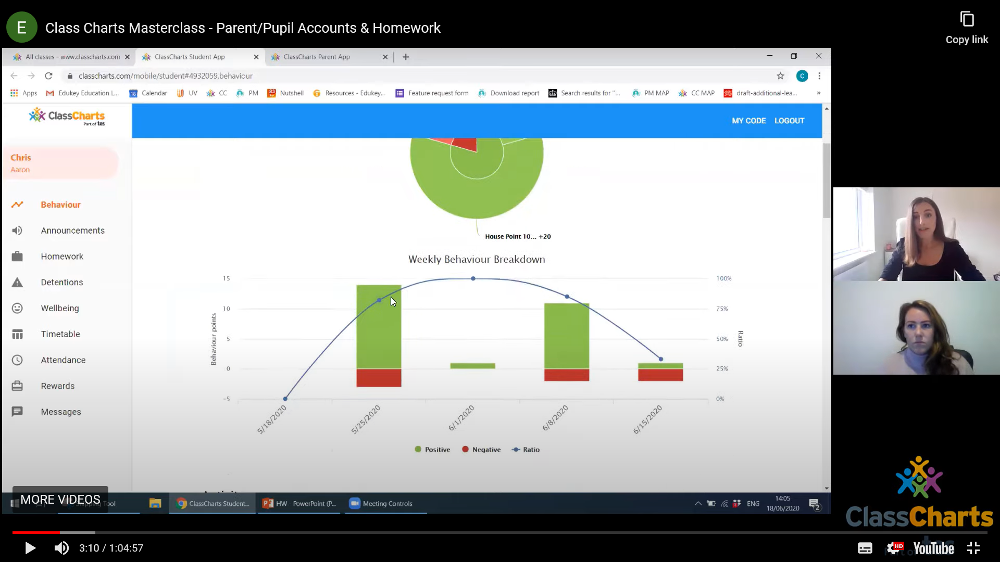 E
Class Charts Masterclass - Parent/Pupil Accounts & Homework
Copy link
All classes - www.classcharts.com
ClassCharts Student App
ClassCharts Parent App
classcharts.com/mobile/student#4932059,behaviour
C
Apps
Edukey Education L...
18
Calendar
UV
CC
PM
83
Nutshell
Resources - Edukey...
Feature request form
Download report
Search results for "...
PM MAP
CC MAP
draft-additional-lea...
»
ClassCharts
Part of tes
MY CODE
LOGOUT
Chris
Aaron
Behaviour
Announcements
Homework
Detentions
Wellbeing
Timetable
Attendance
Rewards
Messages
House Point 10... +20
Weekly Behaviour Breakdown
15
10
5
0
-5
Behaviour points
100%
75%
50%
25%
0%
Ratio
5/18/2020
5/25/2020
6/1/2020
6/8/2020
6/15/2020
Positive
Negative
Ratio
MORE VIDEOS
Tool
ClassCharts Student...
HW - PowerPoint (P...
Meeting Controls
ENG
14:05
18/06/2020
2
ClassCharts
3:10 / 1:04:57
HD
YouTube